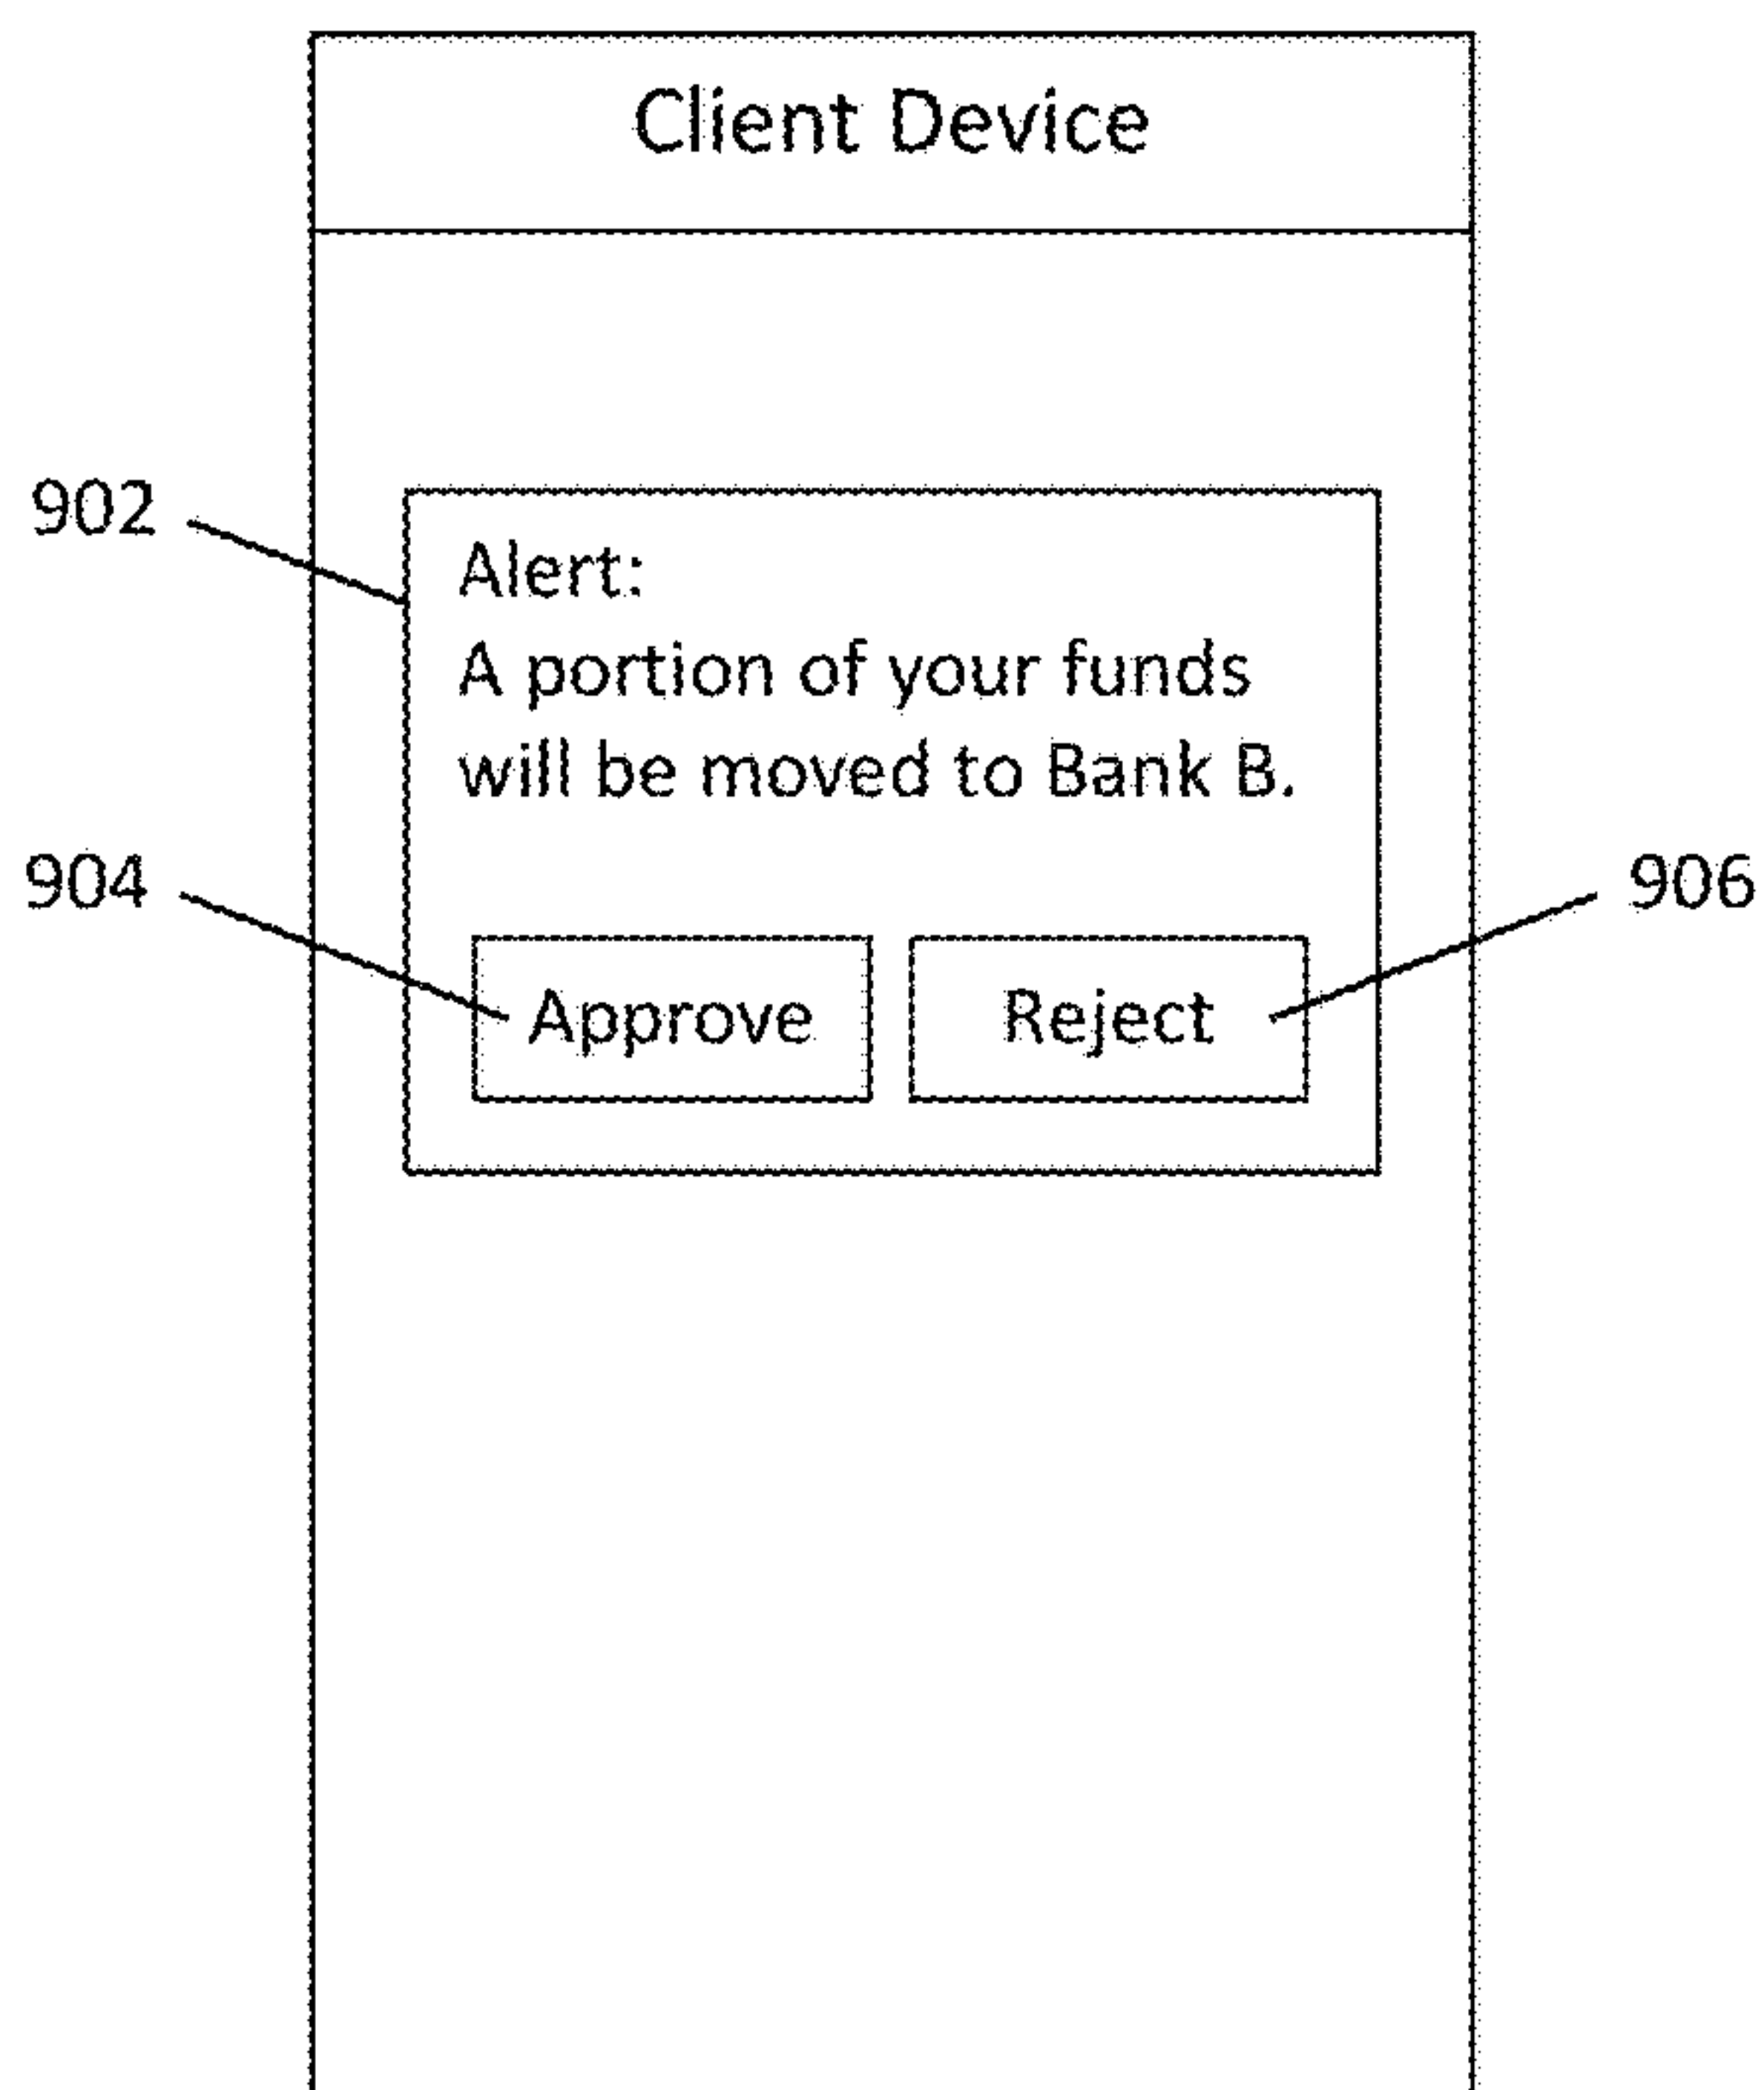 Client Device
902
Alert:
A portion of your funds
will be moved to Bank B.
904
906
Approve
Reject